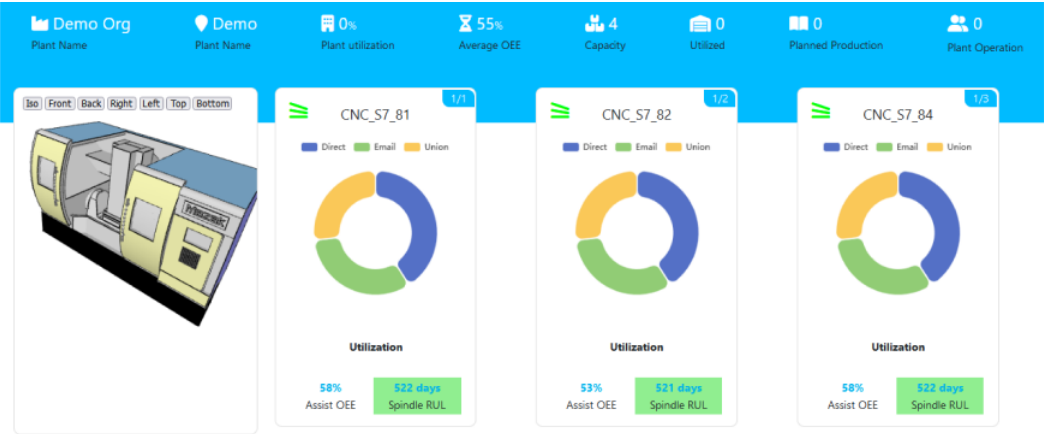 Demo Org
Plant Name
Demo
Plant Name
0%
Plant utilization
55%
Average OEE
4
Capacity
0
Utilized
0
Planned Production
0
Plant Operation
Iso Front Back Right Left Top Bottom
Mazak
1/1
CNC_S7_81
Direct Email Union
Utilization
58% 522 days
Assist OEE Spindle RUL
1/2
CNC_S7_82
Direct Email Union
Utilization
53% 521 days
Assist OEE Spindle RUL
1/3
CNC_S7_84
Direct Email Union
Utilization
58% 522 days
Assist OEE Spindle RUL